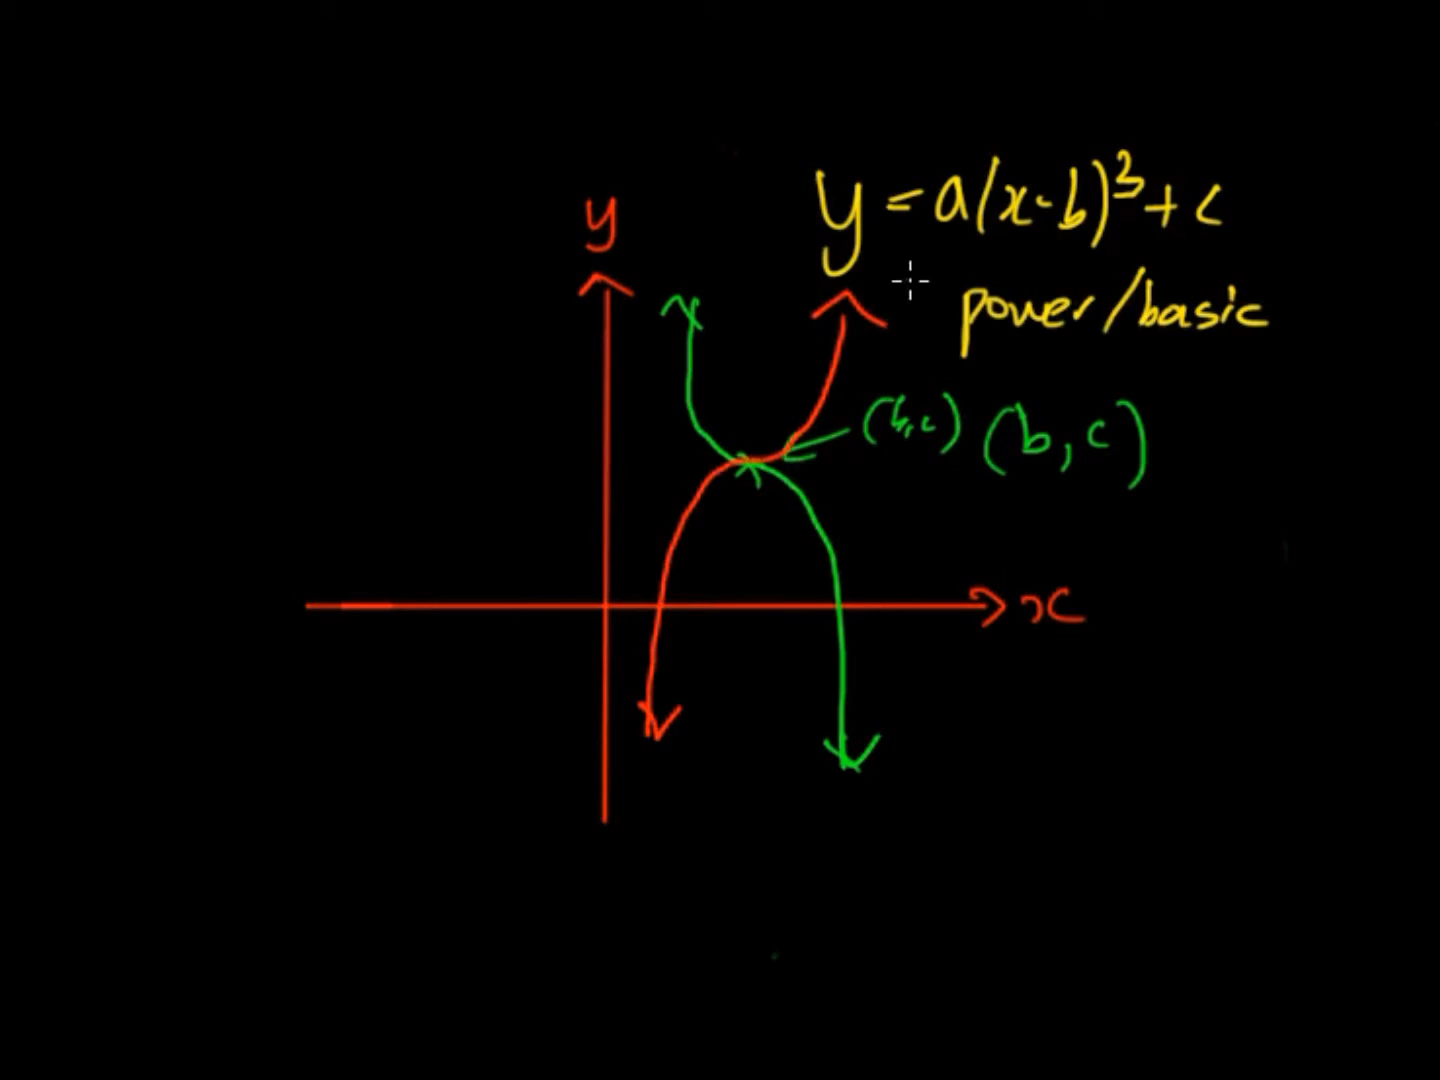 y = a(x-b)³+c
y
power/basic
(b,c) (b,c)
x